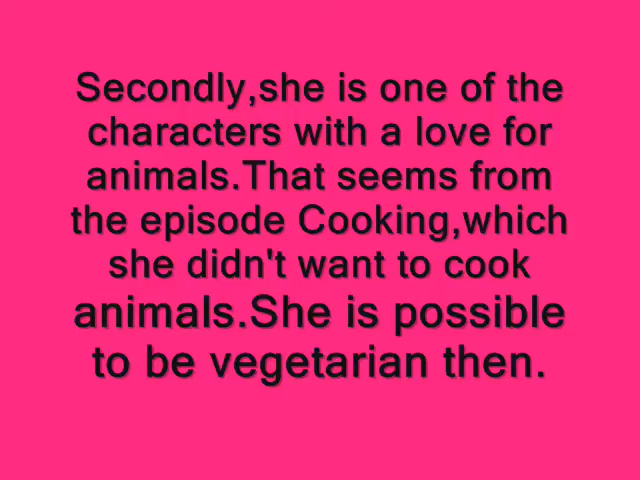 Secondly,she is one of the
characters with a love for
animals.That seems from
the episode Cooking,which
she didn't want to cook
animals.She is possible
to be vegetarian then.